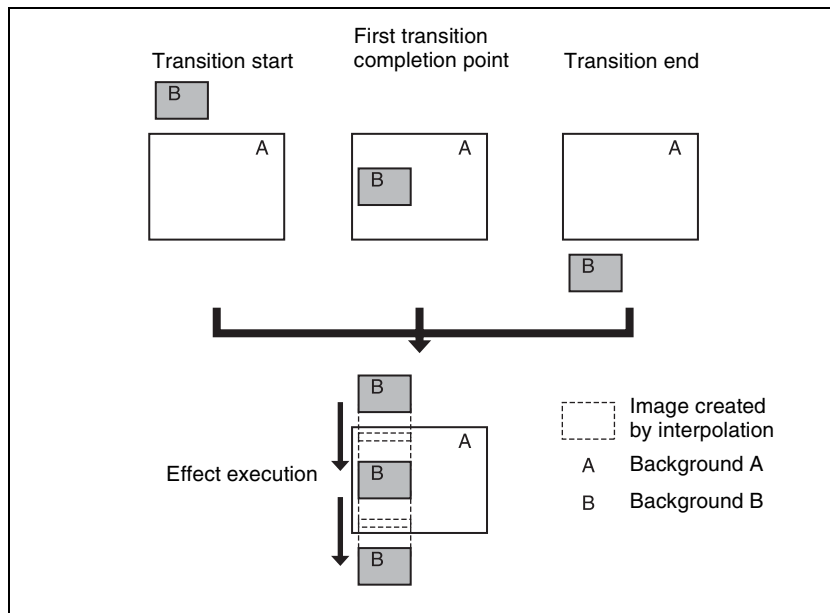 Transition start
First transition
completion point
Transition end
B
A
B
A
A
B
B
A
B
B
Effect execution
Image created
by interpolation
A Background A
B Background B